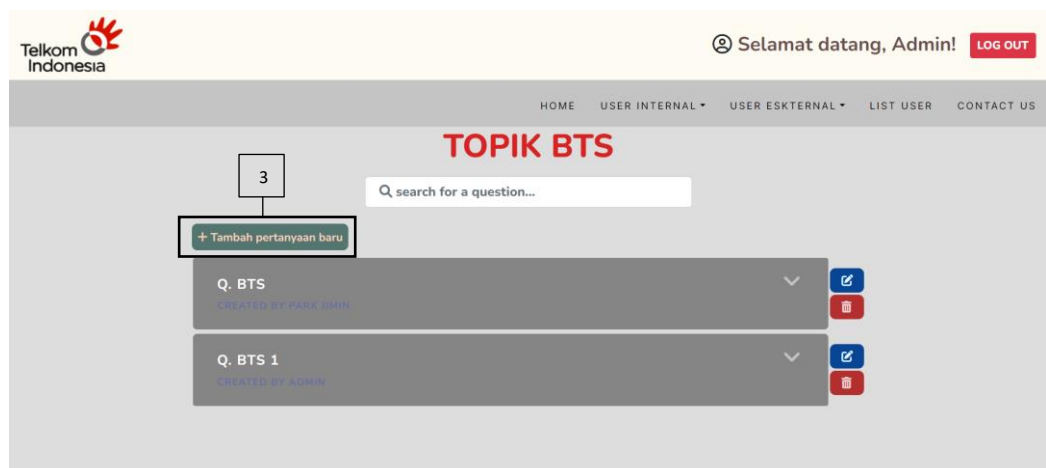 Telkom
Indonesia
Selamat datang, Admin! LOG OUT
HOME USER INTERNAL USER ESKTERNAL LIST USER CONTACT US
TOPIK BTS
3
search for a question...
+ Tambah pertanyaan baru
Q. BTS
CREATED BY PARK JIMIN
Q. BTS 1
CREATED BY ADMIN